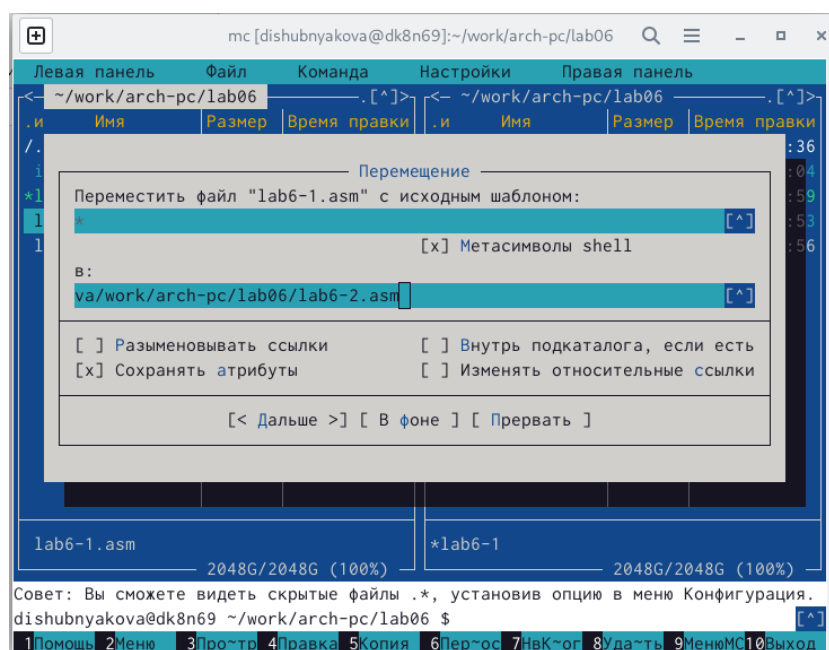 mc [dishubnyakova@dk8n69]:~/work/arch-pc/lab06
Левая панель Файл Команда Настройки Правая панель
<— ~/work/arch-pc/lab06 .[^]> <— ~/work/arch-pc/lab06 .[^]>
.и Имя Размер Время правки .и Имя Размер Время правки
/. :36
i :04
*l :59
l :53
l :56
Перемещение
Переместить файл "lab6-1.asm" с исходным шаблоном:
* [^]
[x] Метасимволы shell
в:
va/work/arch-pc/lab06/lab6-2.asm [^]
[ ] Разыменовывать ссылки [ ] Внутрь подкаталога, если есть
[x] Сохранять атрибуты [ ] Изменять относительные ссылки
[< Дальше >] [ В фоне ] [ Прервать ]
lab6-1.asm *lab6-1
2048G/2048G (100%) 2048G/2048G (100%)
Совет: Вы сможете видеть скрытые файлы .*, установив опцию в меню Конфигурация.
dishubnyakova@dk8n69 ~/work/arch-pc/lab06 $ [^]
1Помощь 2Меню 3Про~тр 4Правка 5Копия 6Пер~ос 7НвК~ог 8Уда~ть 9МенюMC 10Выход